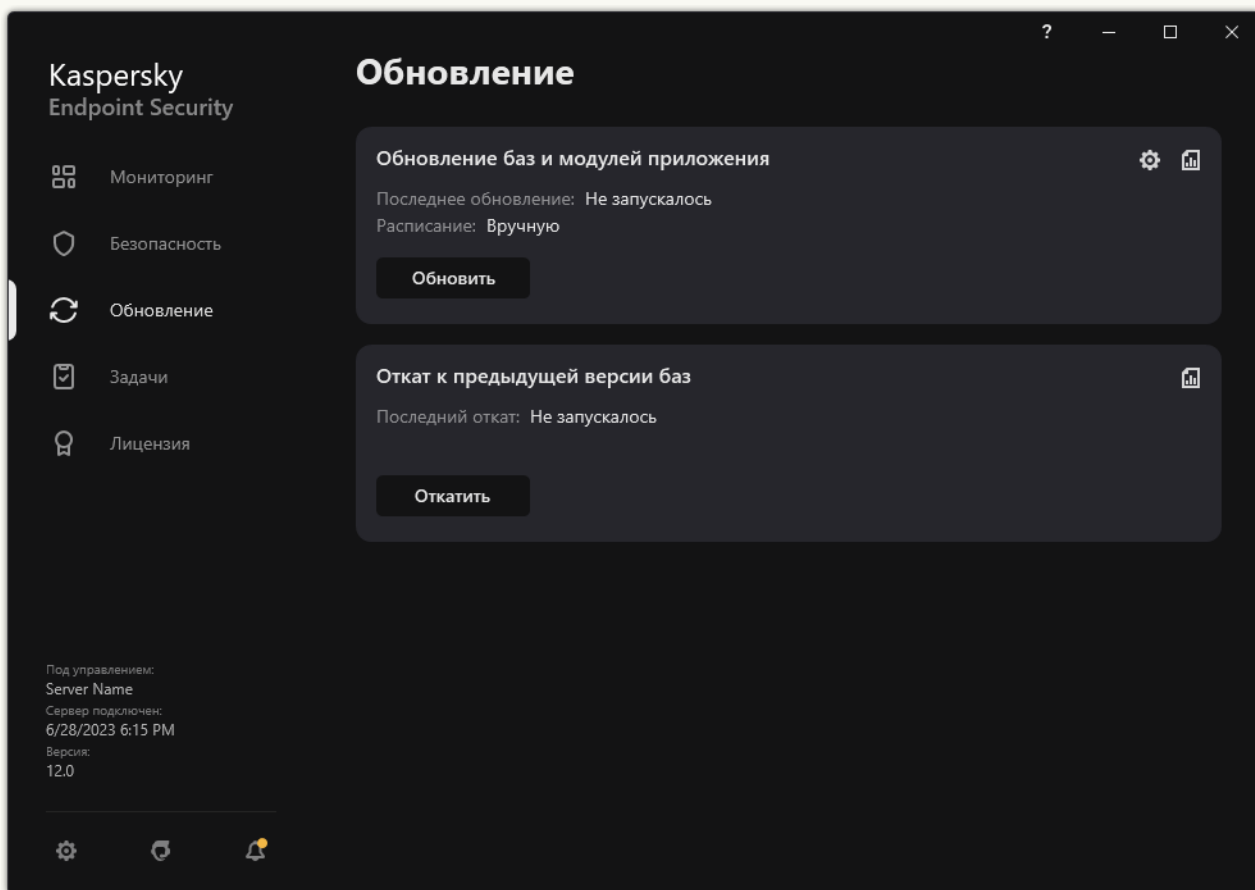 ?
Kaspersky
Endpoint Security
Мониторинг
Безопасность
Обновление
Задачи
Лицензия
Под управлением:
Server Name
Сервер подключен:
6/28/2023 6:15 PM
Версия:
12.0
Обновление
Обновление баз и модулей приложения
Последнее обновление: Не запускалось
Расписание: Вручную
Обновить
Откат к предыдущей версии баз
Последний откат: Не запускалось
Откатить